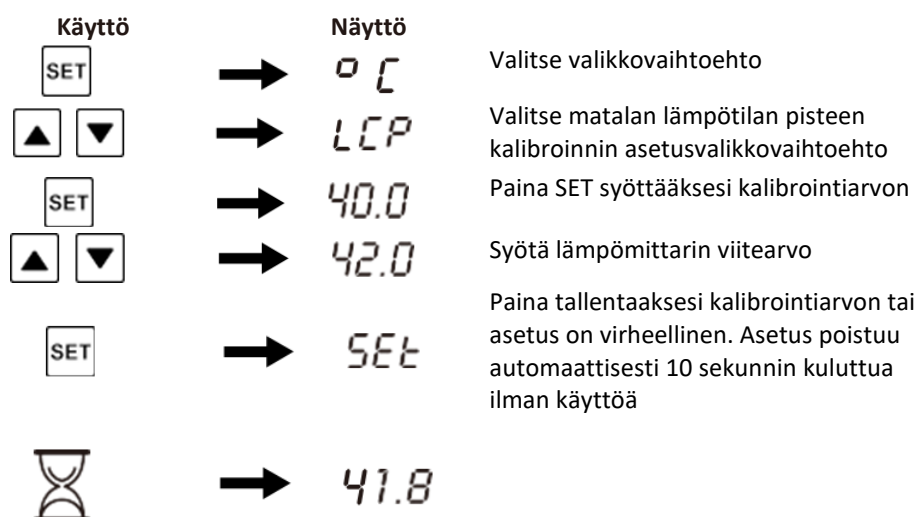 Käyttö Näyttö
SET °C Valitse valikkovaihtoehto
LCP Valitse matalan lämpötilan pisteen
kalibroinnin asetusvalikkovaihtoehto
SET 40.0 Paina SET syöttääksesi kalibrointiarvon
42.0 Syötä lämpömittarin viitearvo
Paina tallentaaksesi kalibrointiarvon tai
SET SEt asetus on virheellinen. Asetus poistuu
automaattisesti 10 sekunnin kuluttua
ilman käyttöä
41.8